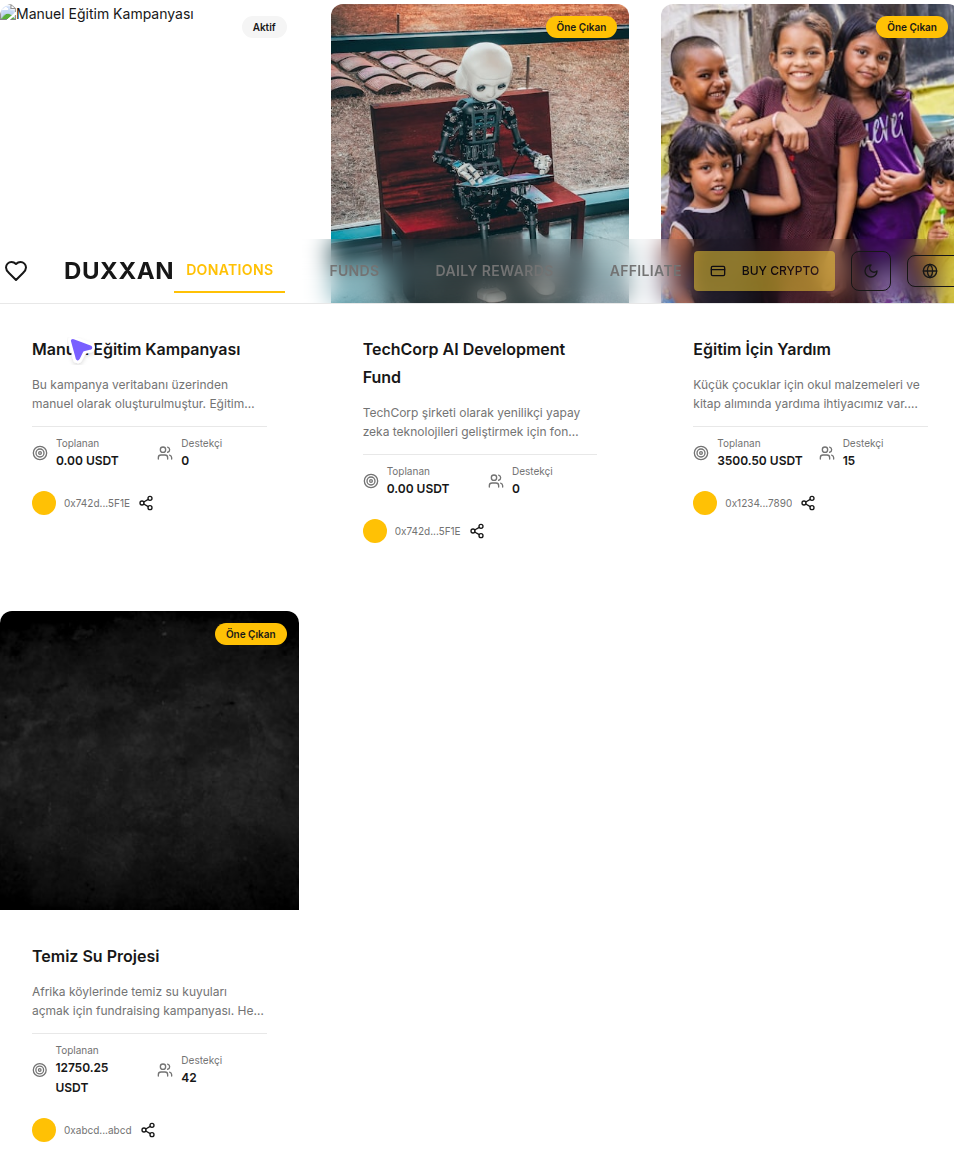 Manuel Eğitim Kampanyası
Aktif
Öne Çıkan
Öne Çıkan
DUXXAN
DONATIONS
FUNDS
DAILY REWARDS
AFFILIATE
BUY CRYPTO
Manuel Eğitim Kampanyası
Bu kampanya veritabanı üzerinden
manuel olarak oluşturulmuştur. Eğitim...
Toplanan
0.00 USDT
Destekçi
0
0x742d...5F1E
TechCorp AI Development
Fund
TechCorp şirketi olarak yenilikçi yapay
zeka teknolojileri geliştirmek için fon...
Toplanan
0.00 USDT
Destekçi
0
0x742d...5F1E
Eğitim İçin Yardım
Küçük çocuklar için okul malzemeleri ve
kitap alımında yardıma ihtiyacımız var....
Toplanan
3500.50 USDT
Destekçi
15
0x1234...7890
Öne Çıkan
Temiz Su Projesi
Afrika köylerinde temiz su kuyuları
açmak için fundraising kampanyası. He...
Toplanan
12750.25
USDT
Destekçi
42
0xabcd...abcd